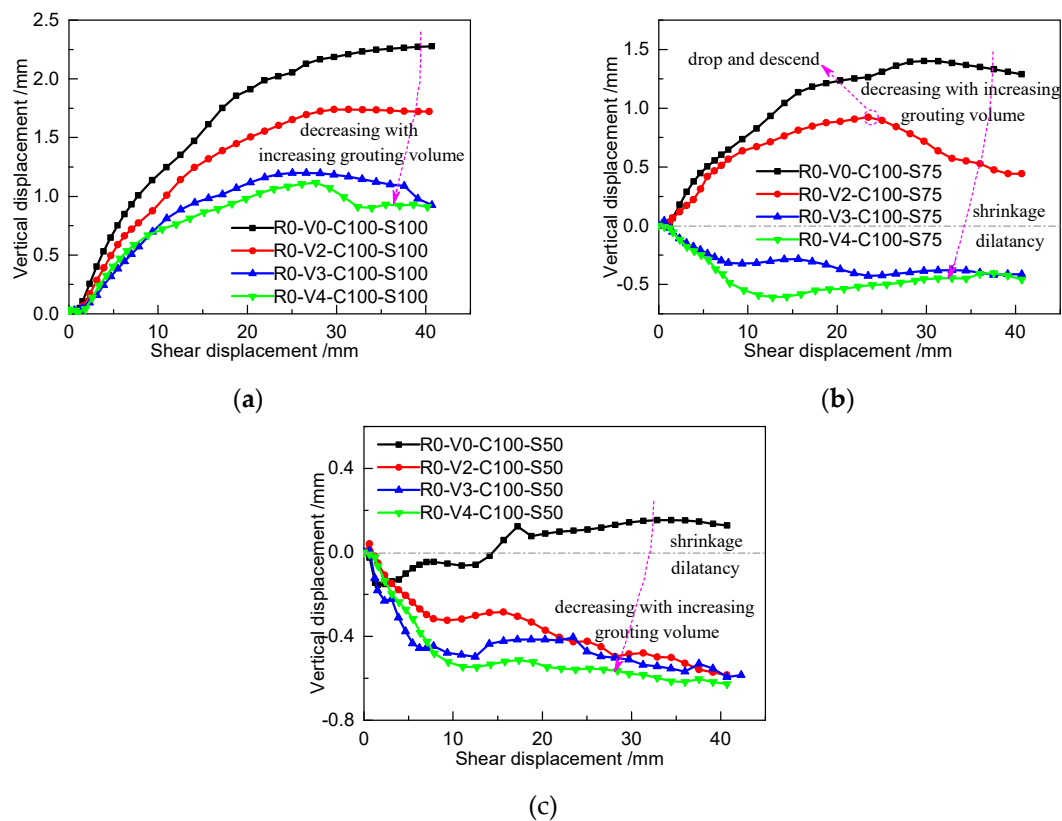 2.5
2.0
1.5
1.0
0.5
0.0
Vertical displacement /mm
decreasing with
increasing grouting volume
R0-V0-C100-S100
R0-V2-C100-S100
R0-V3-C100-S100
R0-V4-C100-S100
0 10 20 30 40
Shear displacement /mm
(a)
1.5
1.0
0.5
0.0
-0.5
Vertical displacement /mm
drop and descend
decreasing with increasing
grouting volume
R0-V0-C100-S75
R0-V2-C100-S75
R0-V3-C100-S75
R0-V4-C100-S75
shrinkage
dilatancy
0 10 20 30 40
Shear displacement /mm
(b)
0.4
0.0
-0.4
-0.8
Vertical displacement /mm
R0-V0-C100-S50
R0-V2-C100-S50
R0-V3-C100-S50
R0-V4-C100-S50
shrinkage
dilatancy
decreasing with increasing
grouting volume
0 10 20 30 40
Shear displacement /mm
(c)